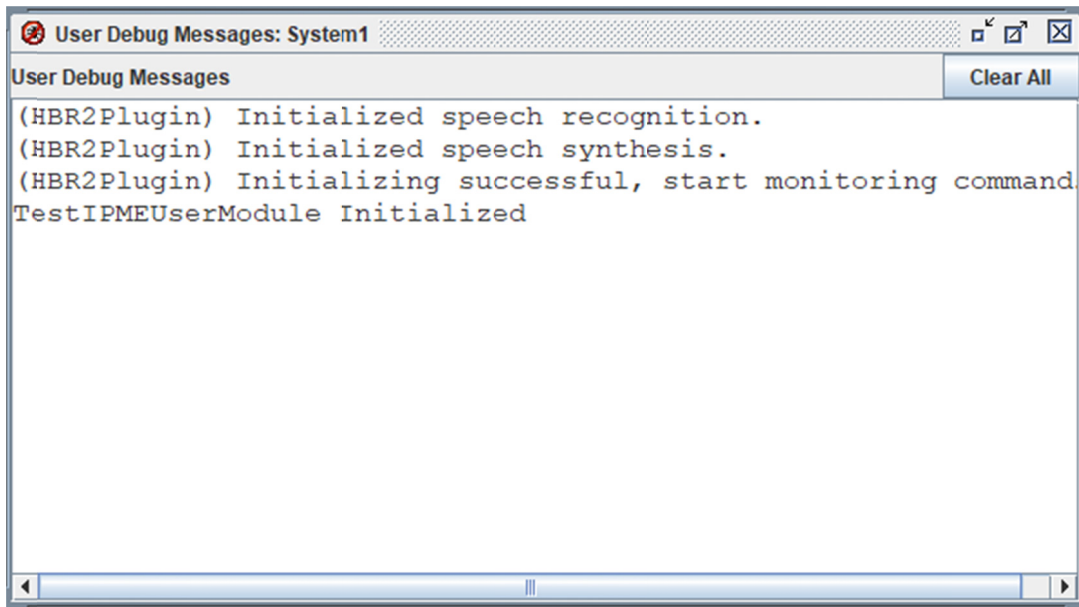 User Debug Messages: System1
User Debug Messages
Clear All
(HBR2Plugin) Initialized speech recognition.
(HBR2Plugin) Initialized speech synthesis.
(HBR2Plugin) Initializing successful, start monitoring command.
TestIPMEUserModule Initialized